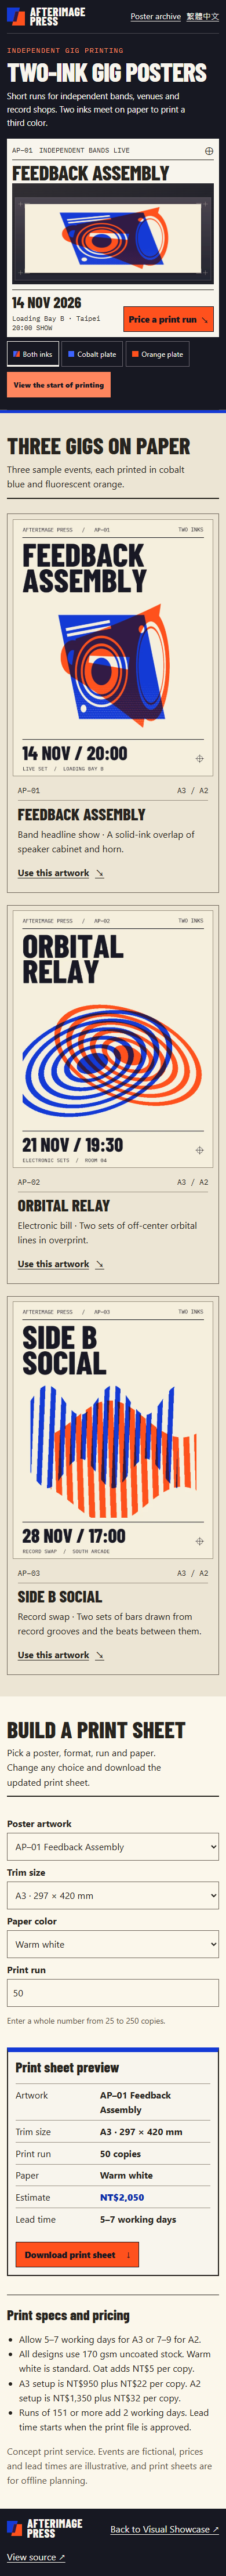 AFTERIMAGE
PRESS
Poster archive 繁體中文
INDEPENDENT GIG PRINTING
TWO-INK GIG POSTERS
Short runs for independent bands, venues and
record shops. Two inks meet on paper to print a
third color.
AP–01 INDEPENDENT BANDS LIVE
FEEDBACK ASSEMBLY
14 NOV 2026
Loading Bay B · Taipei
20:00 SHOW
Price a print run ↘
Both inks
Cobalt plate
Orange plate
View the start of printing
THREE GIGS ON PAPER
Three sample events, each printed in cobalt
blue and fluorescent orange.
AFTERIMAGE PRESS / AP–01 TWO INKS
FEEDBACK
ASSEMBLY
14 NOV / 20:00
LIVE SET / LOADING BAY B
AP–01 A3 / A2
FEEDBACK ASSEMBLY
Band headline show · A solid-ink overlap of
speaker cabinet and horn.
Use this artwork ↘
AFTERIMAGE PRESS / AP–02 TWO INKS
ORBITAL
RELAY
21 NOV / 19:30
ELECTRONIC SETS / ROOM 04
AP–02 A3 / A2
ORBITAL RELAY
Electronic bill · Two sets of off-center orbital
lines in overprint.
Use this artwork ↘
AFTERIMAGE PRESS / AP–03 TWO INKS
SIDE B
SOCIAL
28 NOV / 17:00
RECORD SWAP / SOUTH ARCADE
AP–03 A3 / A2
SIDE B SOCIAL
Record swap · Two sets of bars drawn from
record grooves and the beats between them.
Use this artwork ↘
BUILD A PRINT SHEET
Pick a poster, format, run and paper.
Change any choice and download the
updated print sheet.
Poster artwork
AP–01 Feedback Assembly
Trim size
A3 · 297 × 420 mm
Paper color
Warm white
Print run
50
Enter a whole number from 25 to 250 copies.
Print sheet preview
Artwork AP–01 Feedback
Assembly
Trim size A3 · 297 × 420 mm
Print run 50 copies
Paper Warm white
Estimate NT$2,050
Lead time 5–7 working days
Download print sheet ↓
Print specs and pricing
• Allow 5–7 working days for A3 or 7–9 for A2.
• All designs use 170 gsm uncoated stock. Warm
white is standard. Oat adds NT$5 per copy.
• A3 setup is NT$950 plus NT$22 per copy. A2
setup is NT$1,350 plus NT$32 per copy.
• Runs of 151 or more add 2 working days. Lead
time starts when the print file is approved.
Concept print service. Events are fictional, prices
and lead times are illustrative, and print sheets are
for offline planning.
AFTERIMAGE
PRESS
Back to Visual Showcase ↗
View source ↗